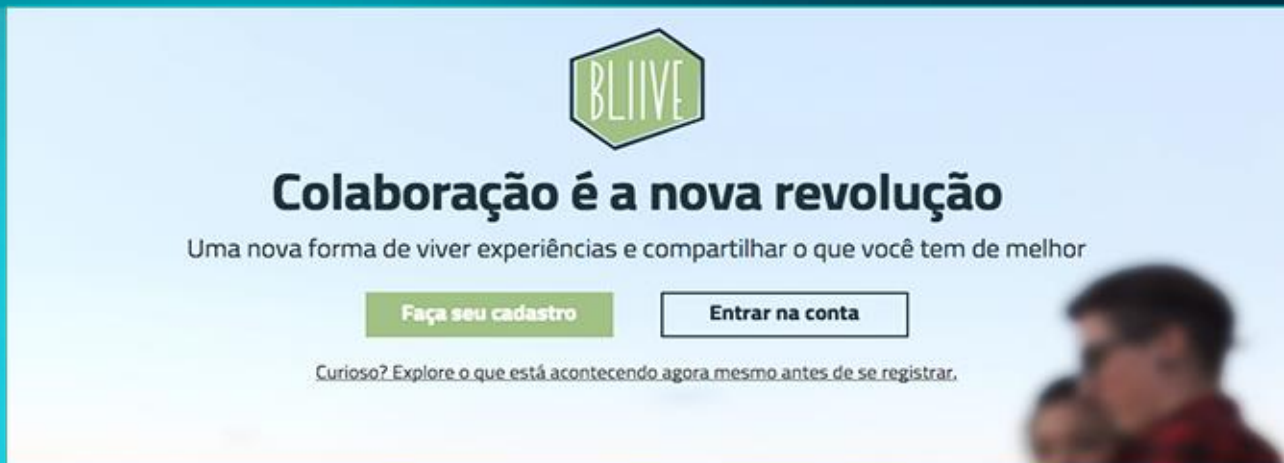 BLIIVE
Colaboração é a nova revolução
Uma nova forma de viver experiências e compartilhar o que você tem de melhor
Faça seu cadastro
Entrar na conta
Curioso? Explore o que está acontecendo agora mesmo antes de se registrar.